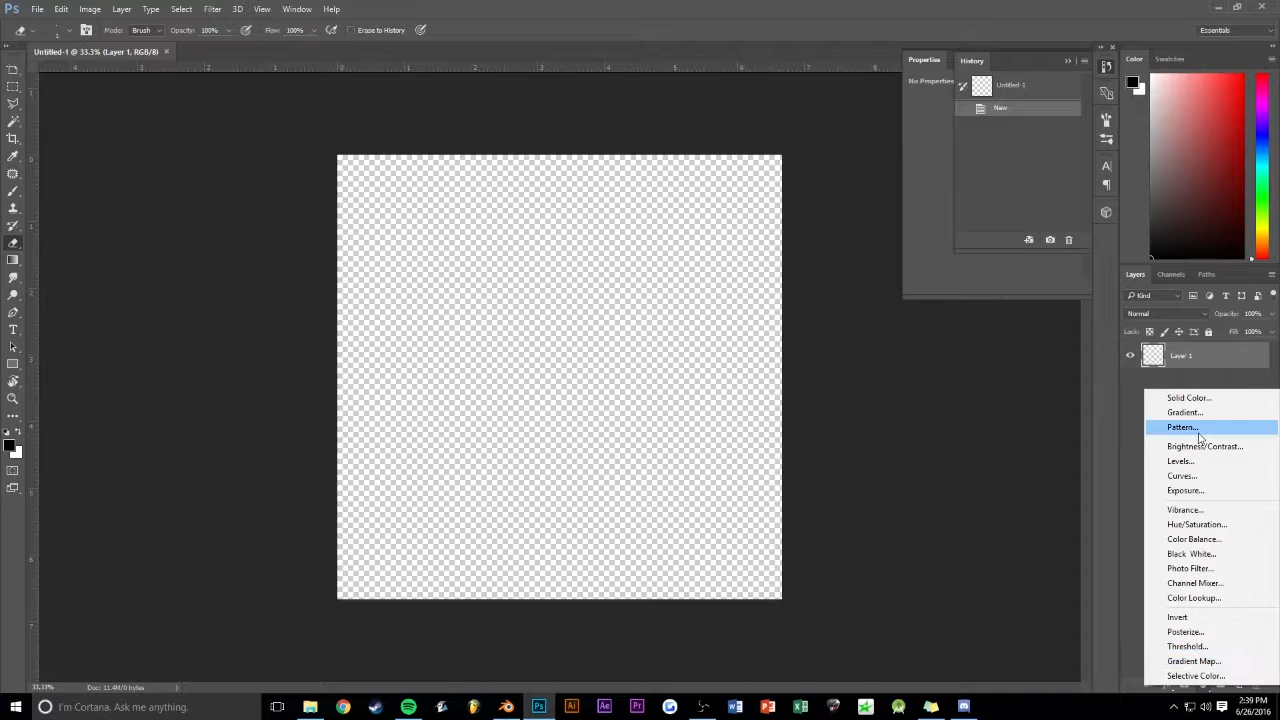 Ps File Edit Image Layer Type Select Filter 3D View Window Help
1 Mode: Brush Opacity: 100% Flow: 100% Erase to History Essentials
Untitled-1 @ 33.3% (Layer 1, RGB/8) ×
Properties History Color Swatches
No Properties Untitled-1
New
Layers Channels Paths
Kind
Normal Opacity: 100%
Lock: Fill: 100%
Layer 1
Solid Color...
Gradient...
Pattern...
Brightness/Contrast...
Levels...
Curves...
Exposure...
Vibrance...
Hue/Saturation...
Color Balance...
Black White...
Photo Filter...
Channel Mixer...
Color Lookup...
Invert
Posterize...
Threshold...
Gradient Map...
Selective Color...
33.33% Doc: 11.4M/0 bytes
I'm Cortana. Ask me anything.
2:39 PM
6/26/2016